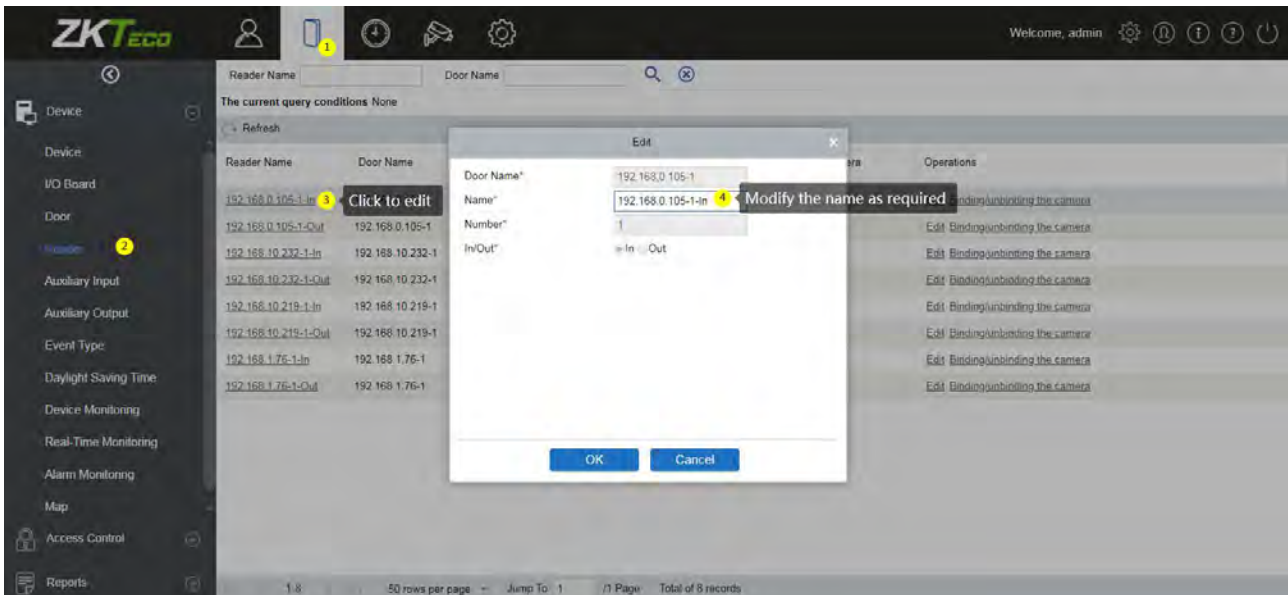 ZKTeco
1
Welcome, admin
Reader Name Door Name
The current query conditions None
Refresh
Device
Device
I/O Board
Door
Reader 2
Auxiliary Input
Auxiliary Output
Event Type
Daylight Saving Time
Device Monitoring
Real-Time Monitoring
Alarm Monitoring
Map
Access Control
Reports
Reader Name Door Name Operations
192.168.0.105-1-In 3 Click to edit
192.168.0.105-1-Out 192.168.0.105-1 Edit Binding/unbinding the camera
192.168.10.232-1-In 192.168.10.232-1 Edit Binding/unbinding the camera
192.168.10.232-1-Out 192.168.10.232-1 Edit Binding/unbinding the camera
192.168.10.219-1-In 192.168.10.219-1 Edit Binding/unbinding the camera
192.168.10.219-1-Out 192.168.10.219-1 Edit Binding/unbinding the camera
192.168.1.76-1-In 192.168.1.76-1 Edit Binding/unbinding the camera
192.168.1.76-1-Out 192.168.1.76-1 Edit Binding/unbinding the camera
Edit
Door Name* 192.168.0.105-1
Name* 192.168.0.105-1-In 4 Modify the name as required
Number* 1
In/Out* In Out
OK Cancel
1-8 50 rows per page Jump To 1 /1 Page Total of 8 records